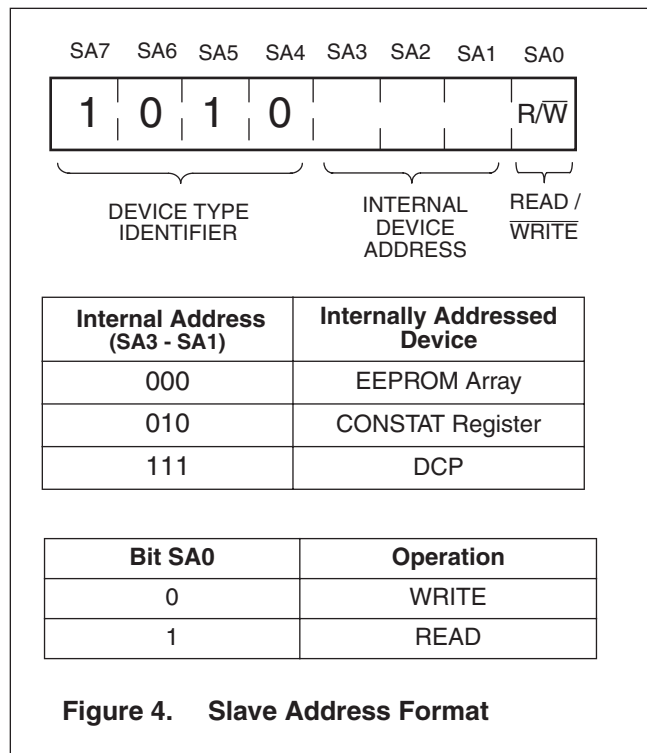 SA7 SA6 SA5 SA4 SA3 SA2 SA1 SA0
1 0 1 0 R/W̅
DEVICE TYPE
IDENTIFIER
INTERNAL
DEVICE
ADDRESS
READ /
W̅R̅I̅T̅E̅
Internal Address
(SA3 - SA1)
Internally Addressed
Device
000 EEPROM Array
010 CONSTAT Register
111 DCP
Bit SA0 Operation
0 WRITE
1 READ
Figure 4. Slave Address Format